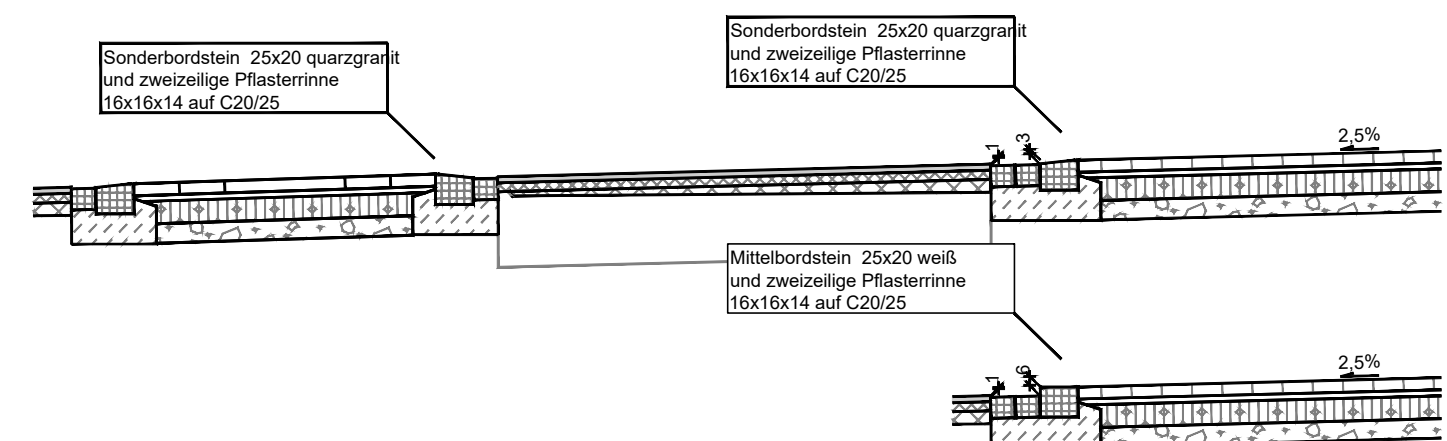 Sonderbordstein 25x20 quarzgranit
und zweizeilige Pflasterrinne
16x16x14 auf C20/25
Sonderbordstein 25x20 quarzgranit
und zweizeilige Pflasterrinne
16x16x14 auf C20/25
1
3
2,5%
Mittelbordstein 25x20 weiß
und zweizeilige Pflasterrinne
16x16x14 auf C20/25
1
6
2,5%